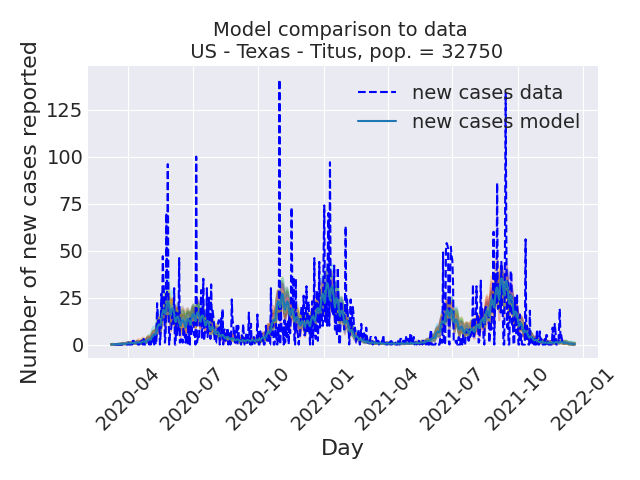 Model comparison to data
US - Texas - Titus, pop. = 32750
new cases data
new cases model
Number of new cases reported
125
100
75
50
25
0
2020-04
2020-07
2020-10
2021-01
2021-04
2021-07
2021-10
2022-01
Day